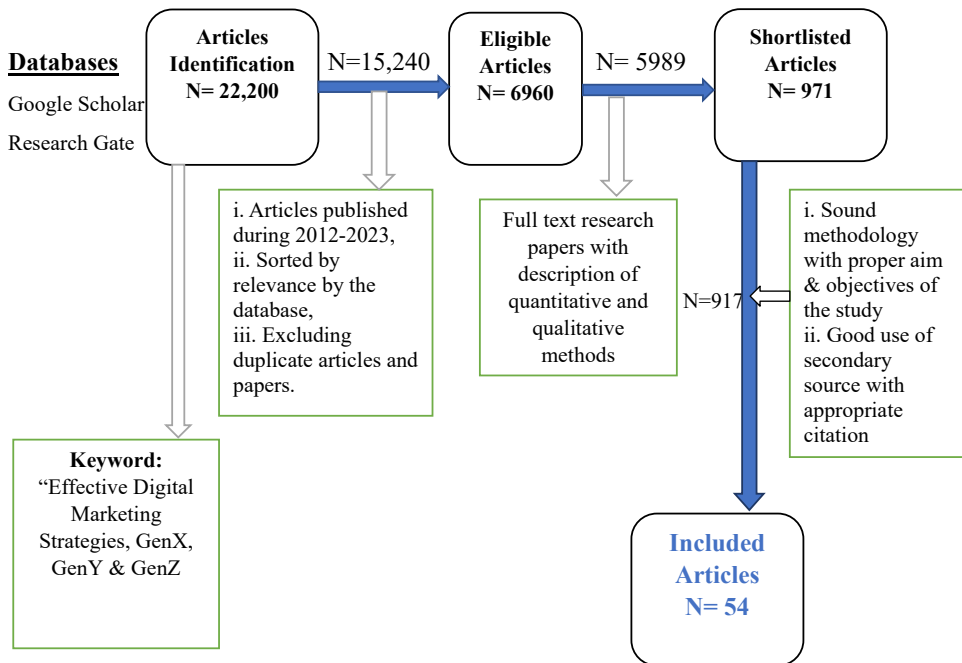 Databases
Google Scholar
Research Gate
Articles
Identification
N= 22,200
N=15,240
Eligible
Articles
N= 6960
N= 5989
Shortlisted
Articles
N= 971
i. Articles published
during 2012-2023,
ii. Sorted by
relevance by the
database,
iii. Excluding
duplicate articles and
papers.
Full text research
papers with
description of
quantitative and
qualitative
methods
N=917
i. Sound
methodology
with proper aim
& objectives of
the study
ii. Good use of
secondary
source with
appropriate
citation
Keyword:
“Effective Digital
Marketing
Strategies, GenX,
GenY & GenZ
Included
Articles
N= 54